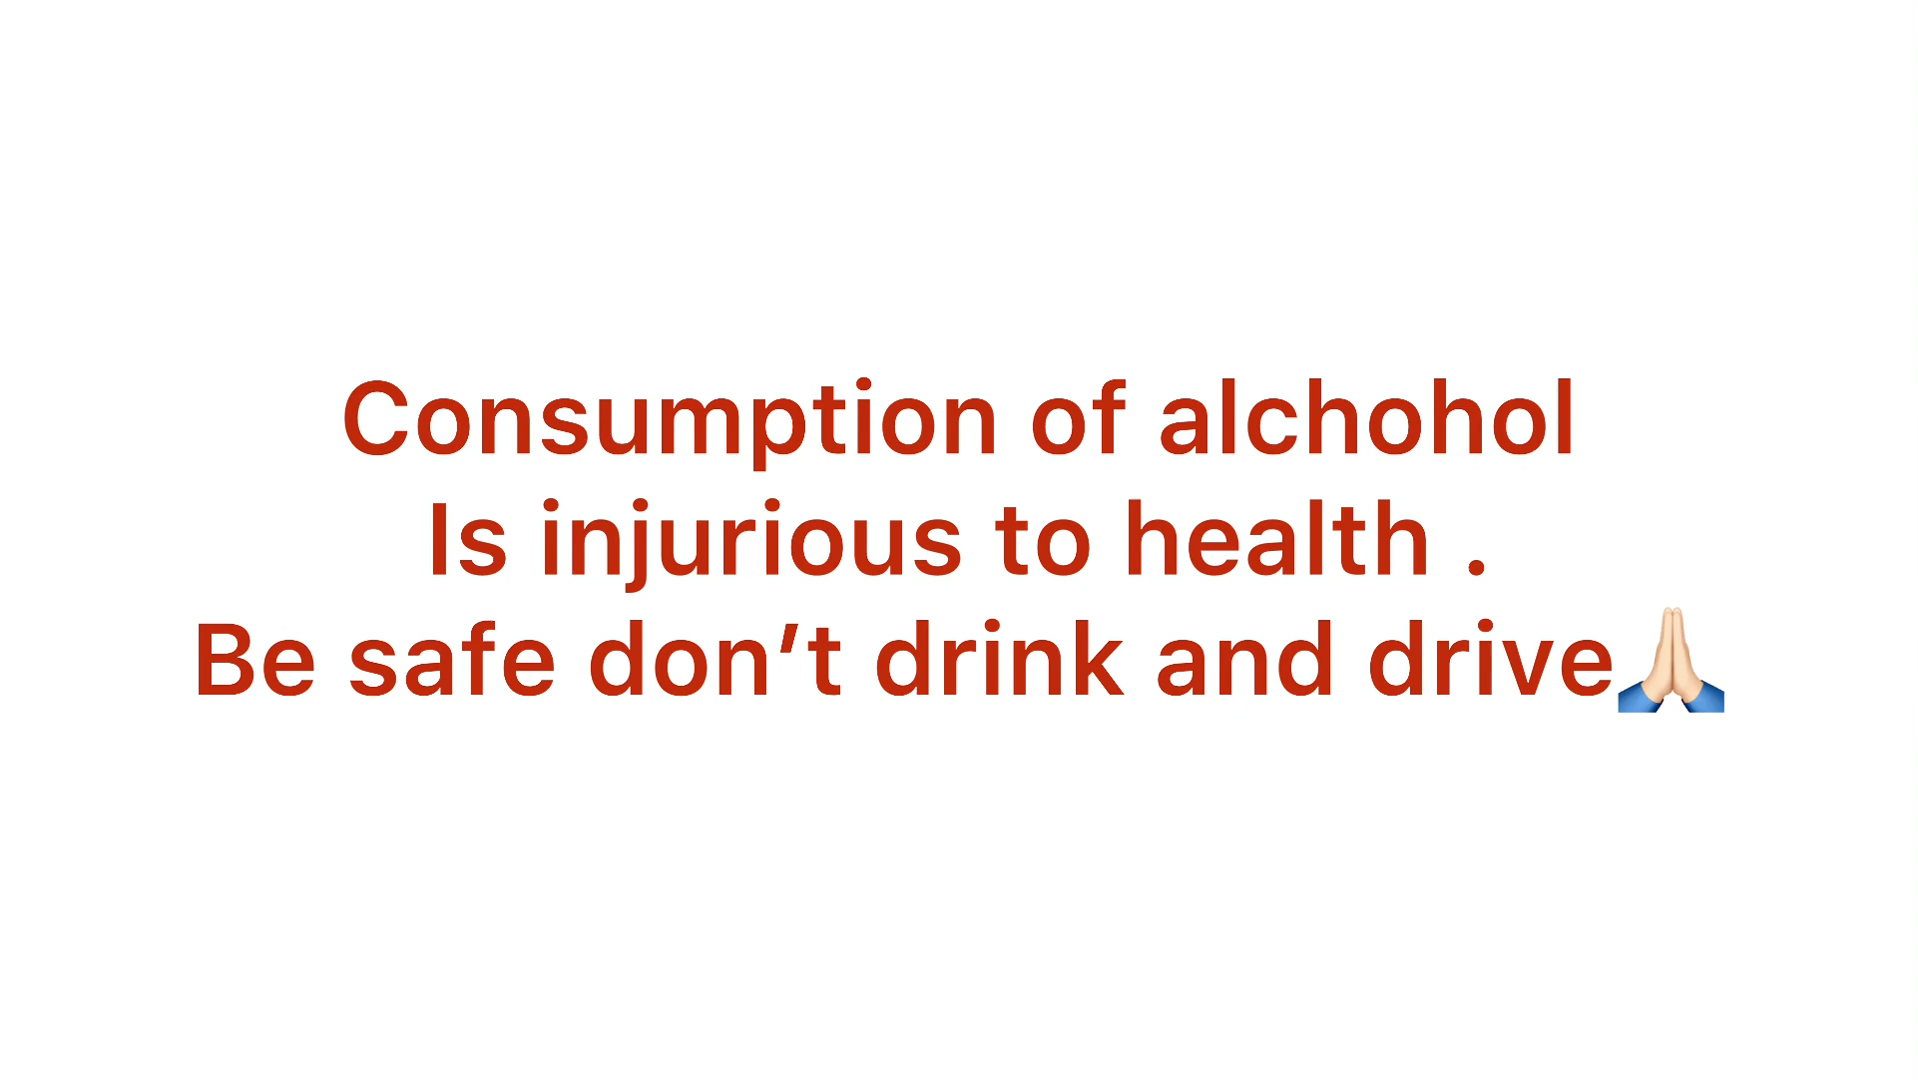 Consumption of alchohol
Is injurious to health .
Be safe don’t drink and drive🙏🏻